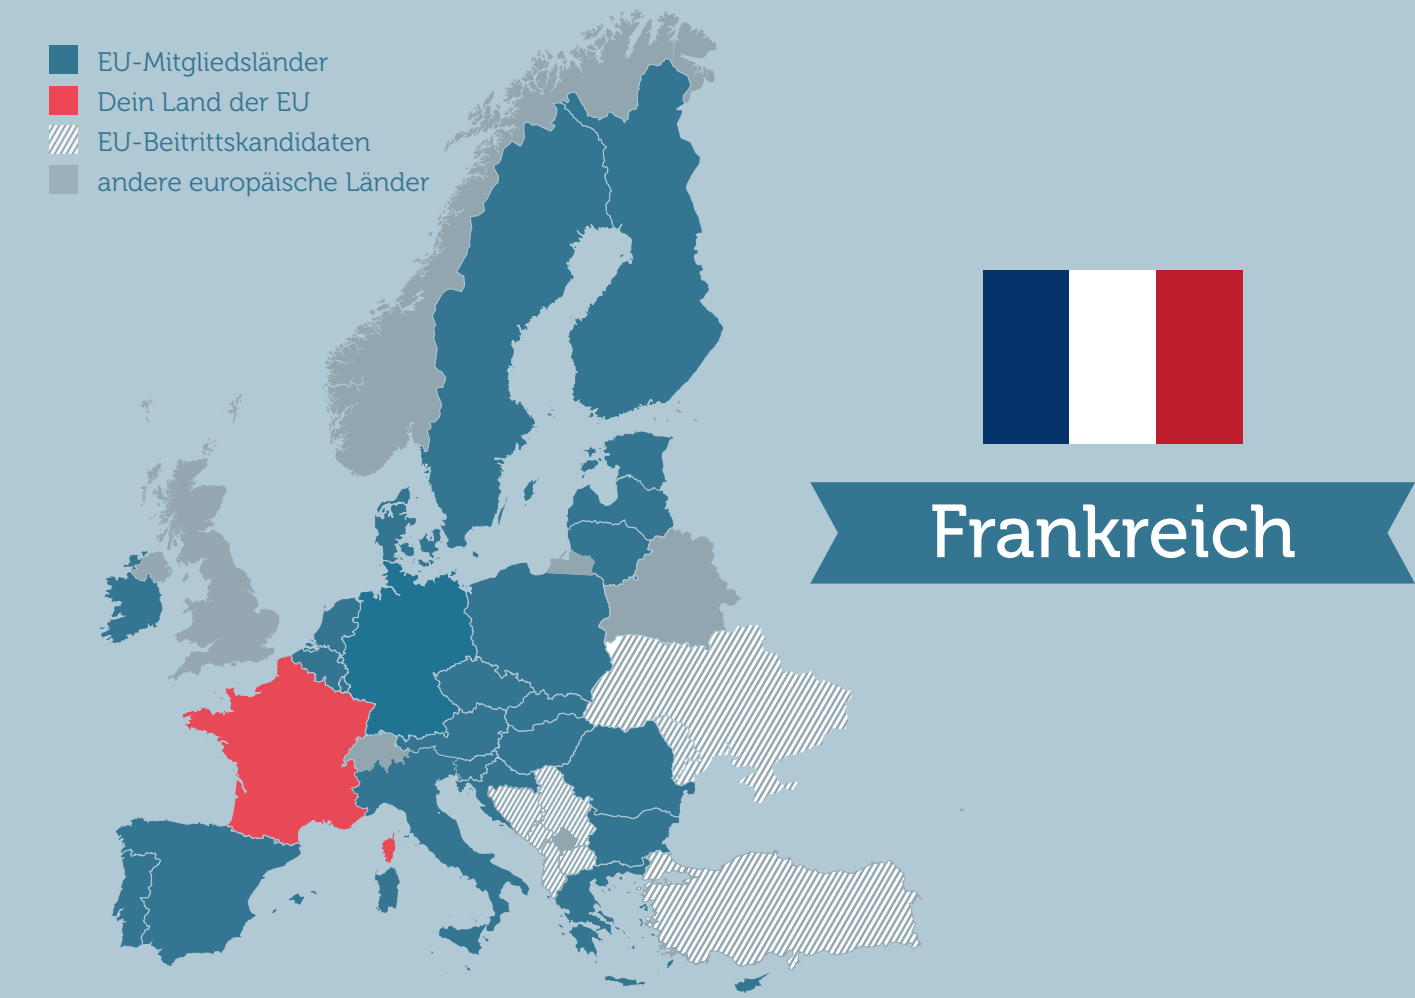 EU-Mitgliedsländer
Dein Land der EU
EU-Beitrittskandidaten
andere europäische Länder
Frankreich